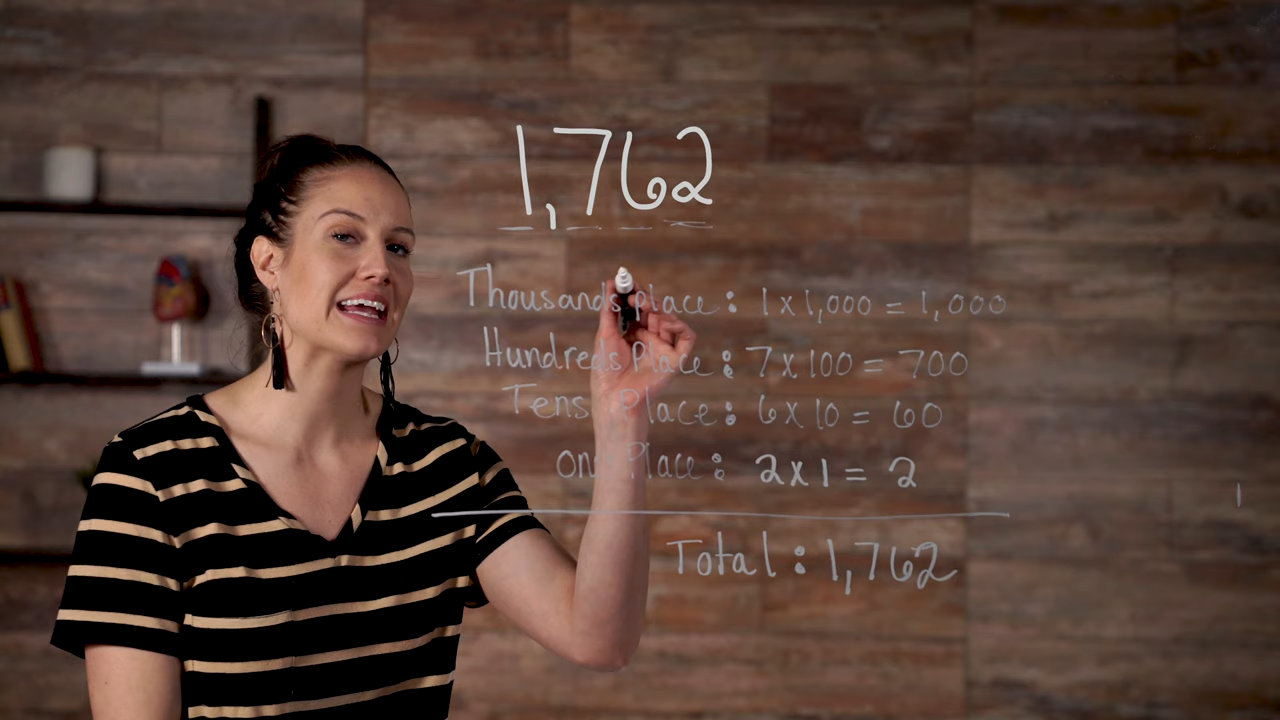 1,762
Thousands place: 1 x 1,000 = 1,000
Hundreds Place: 7 x 100 = 700
Tens Place: 6 x 10 = 60
Place: 2 x 1 = 2
Total: 1,762